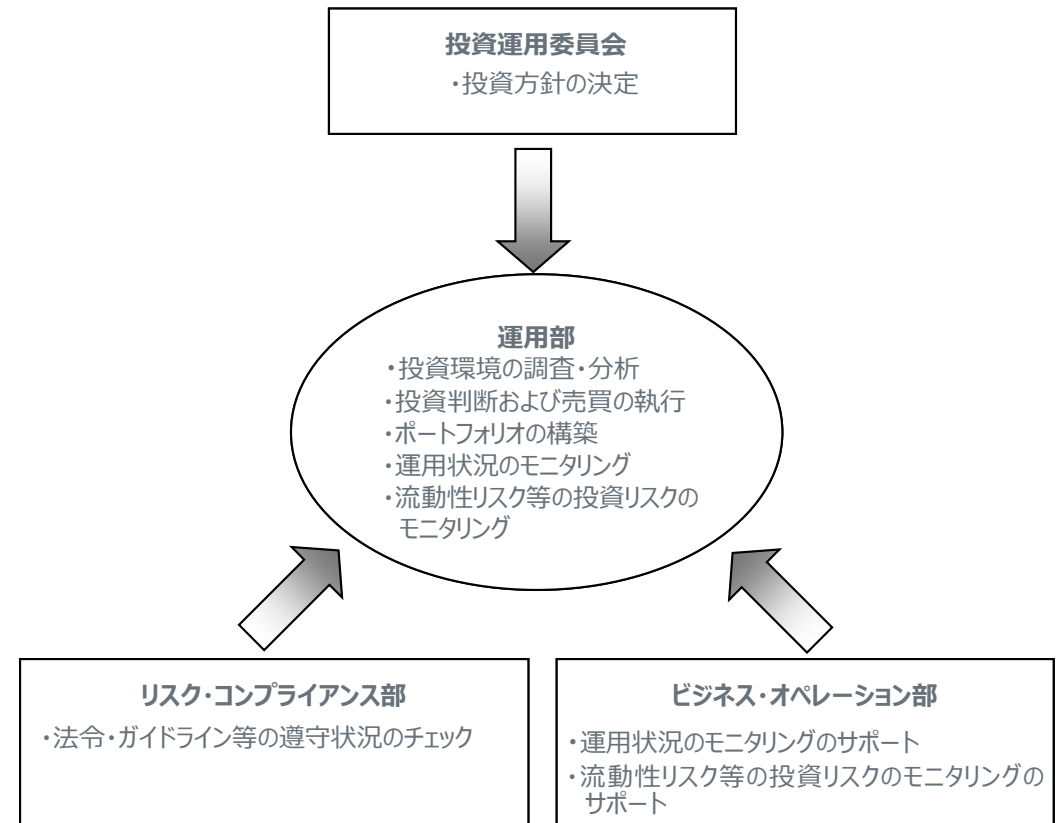 投資運用委員会
・投資方針の決定
運用部
・投資環境の調査・分析
・投資判断および売買の執行
・ポートフォリオの構築
・運用状況のモニタリング
・流動性リスク等の投資リスクの
モニタリング
リスク・コンプライアンス部
・法令・ガイドライン等の遵守状況のチェック
ビジネス・オペレーション部
・運用状況のモニタリングのサポート
・流動性リスク等の投資リスクのモニタリングの
サポート